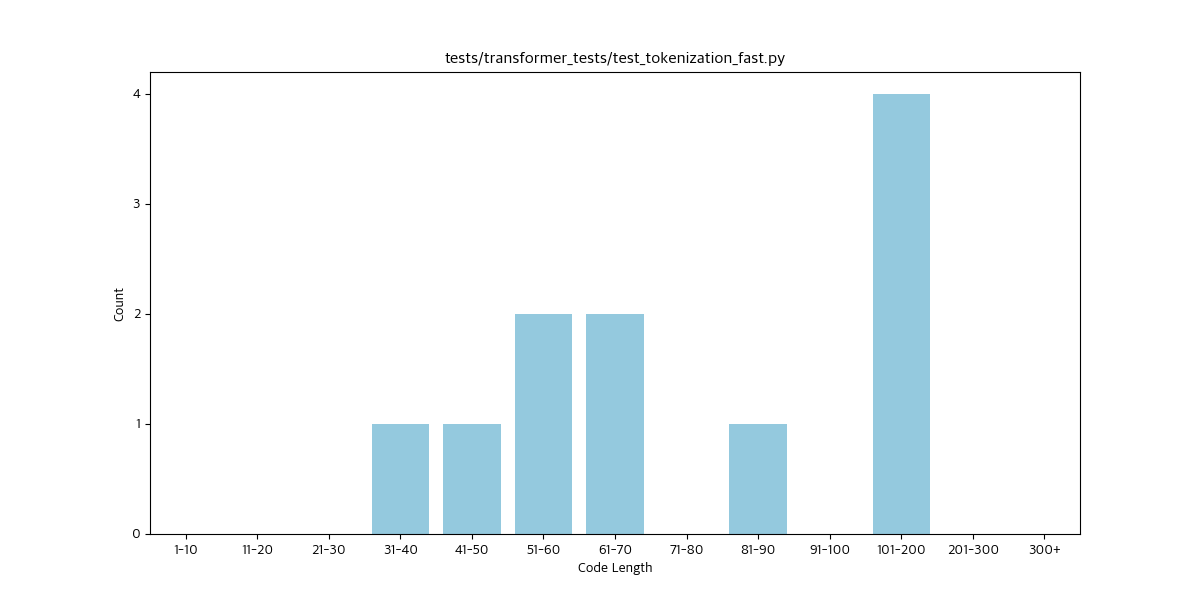 tests/transformer_tests/test_tokenization_fast.py
4
3
2
1
0
Count
1-10 11-20 21-30 31-40 41-50 51-60 61-70 71-80 81-90 91-100 101-200 201-300 300+
Code Length